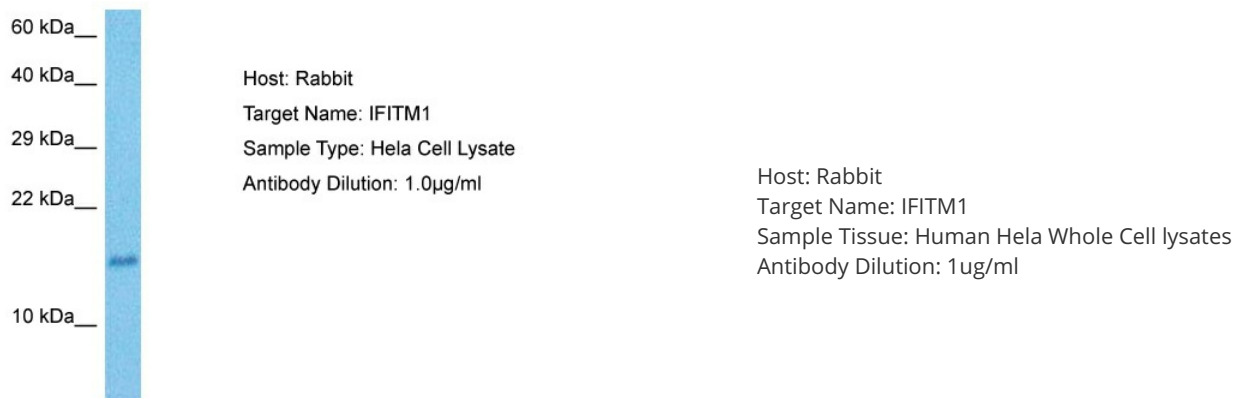 60 kDa__
40 kDa__
29 kDa__
22 kDa__
10 kDa__
Host: Rabbit
Target Name: IFITM1
Sample Type: Hela Cell Lysate
Antibody Dilution: 1.0µg/ml
Host: Rabbit
Target Name: IFITM1
Sample Tissue: Human Hela Whole Cell lysates
Antibody Dilution: 1ug/ml